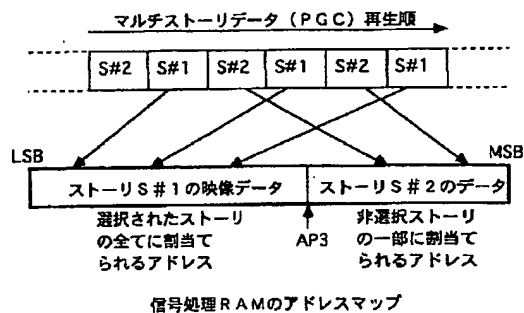 マルチストーリデータ（ＰＧＣ）再生順
S#2 S#1 S#2 S#1 S#2 S#1
LSB MSB
ストーリＳ＃１の映像データ ストーリＳ＃２のデータ
選択されたストーリ
の全てに割当て
られるアドレス
AP3
非選択ストーリ
の一部に割当て
られるアドレス
信号処理ＲＡＭのアドレスマップ